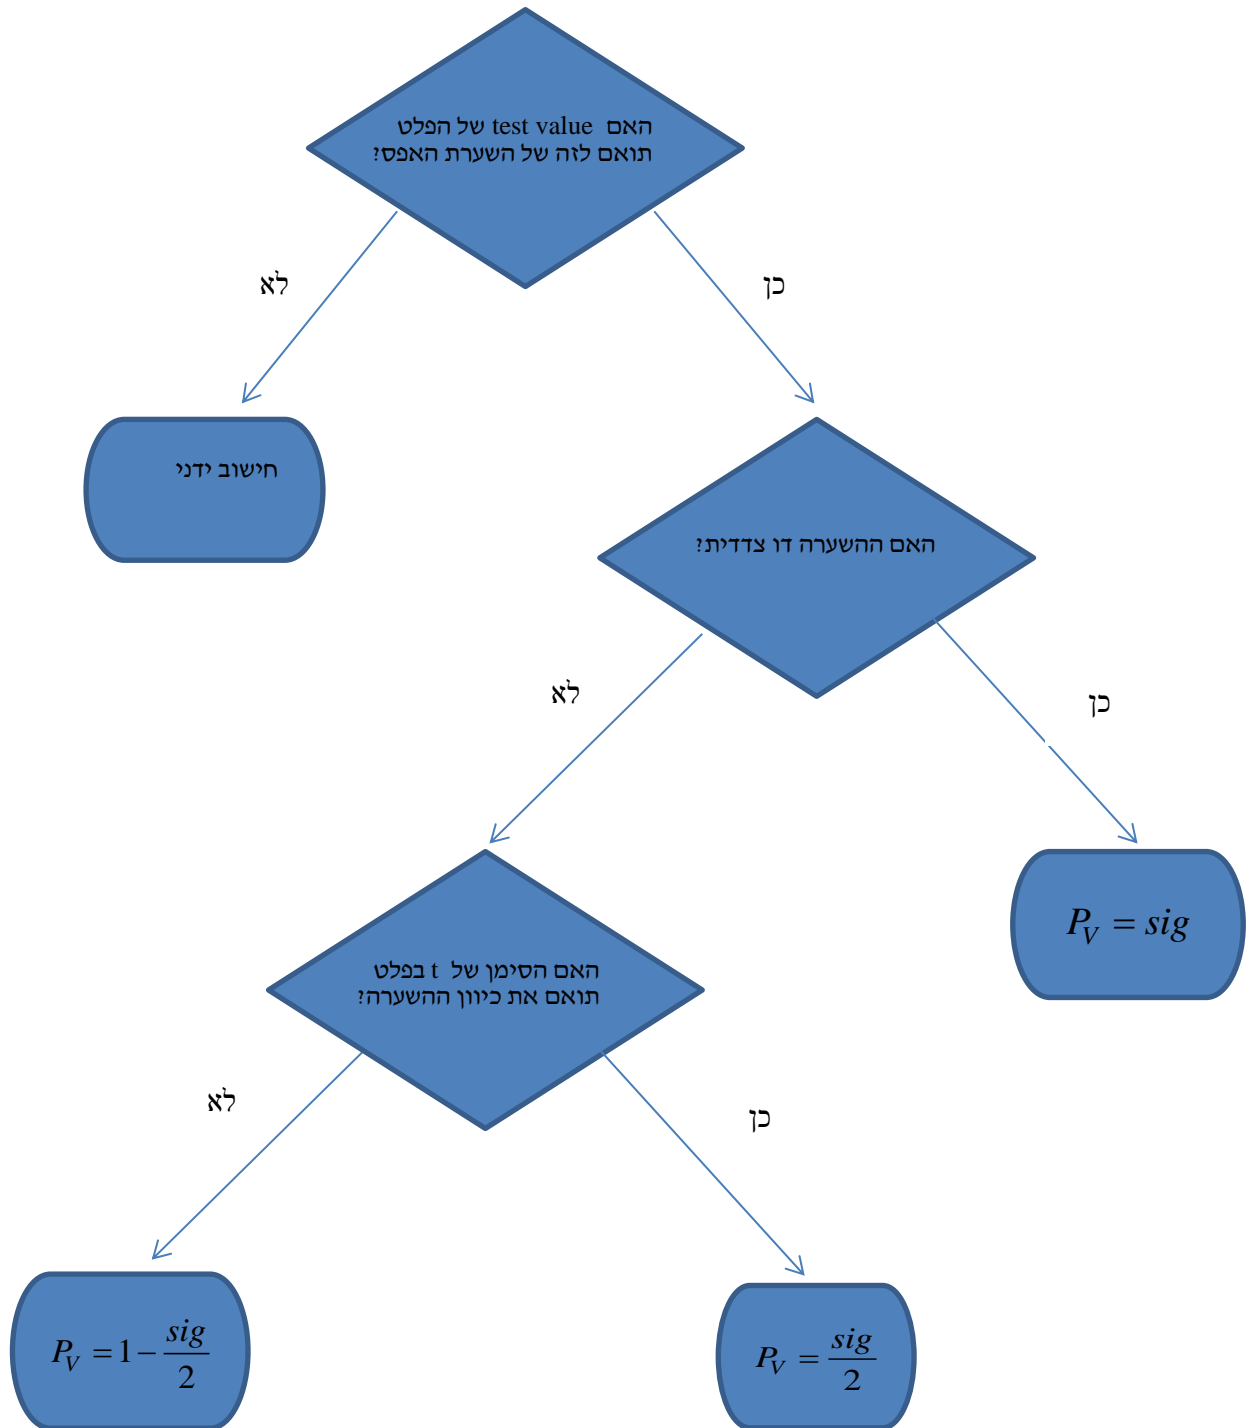 האם test value של הפלט
תואם לזה של השערת האפס?
לא
כן
חישוב ידני
האם ההשערה דו צדדית?
לא
כן
P_V = sig
האם הסימן של t בפלט
תואם את כיוון ההשערה?
לא
כן
P_V = 1 - sig/2
P_V = sig/2